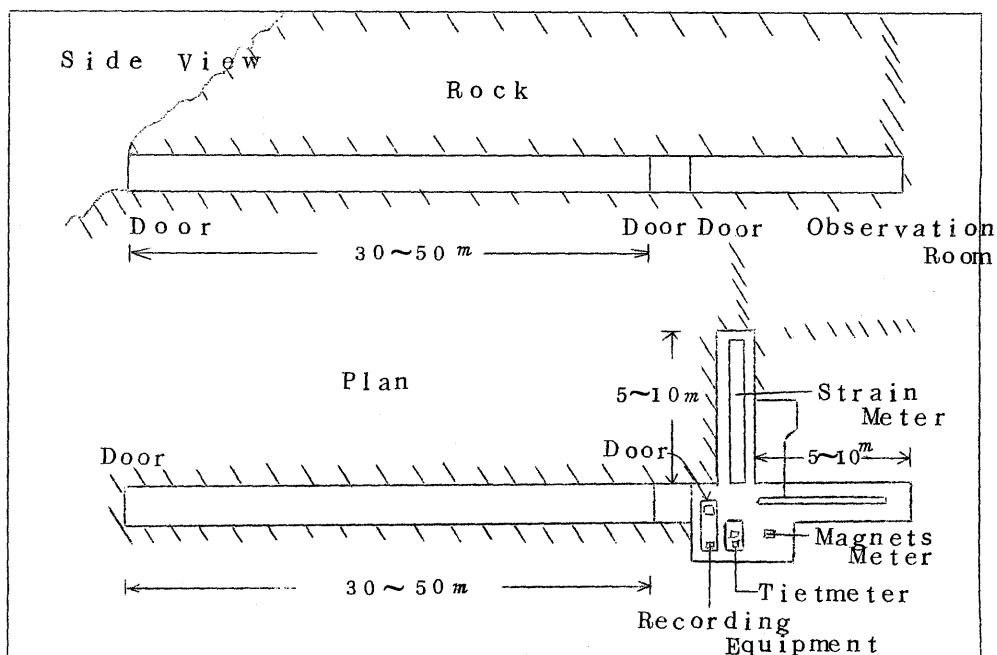 Side View
Rock
Door
Door Door
Observation
Room
30~50 m
Plan
5~10m
Strain
Meter
Door
Door
5~10m
Magnets
Meter
30~50 m
Tietmeter
Recording
Equipment